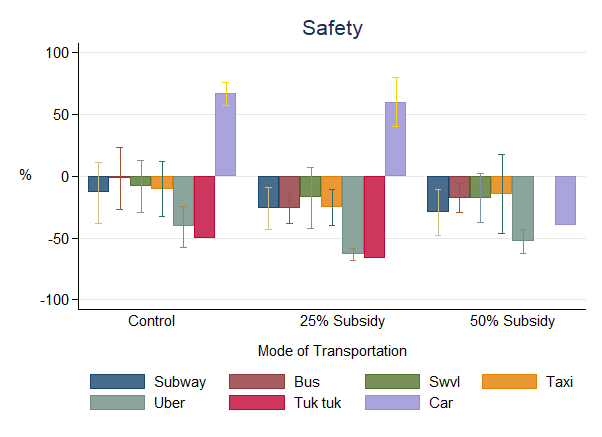 Safety
100
50
0
-50
-100
%
Control 25% Subsidy 50% Subsidy
Mode of Transportation
Subway Bus Swvl Taxi
Uber Tuk tuk Car